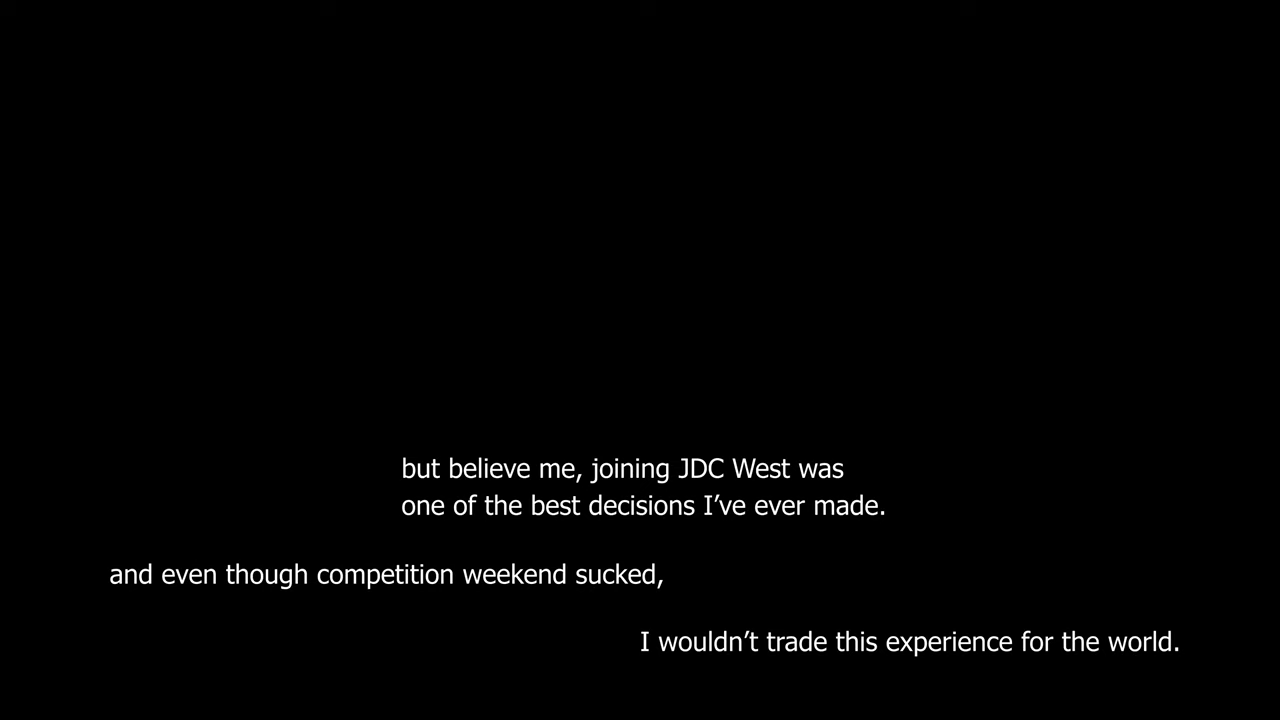 but believe me, joining JDC West was
one of the best decisions I’ve ever made.
and even though competition weekend sucked,
I wouldn’t trade this experience for the world.